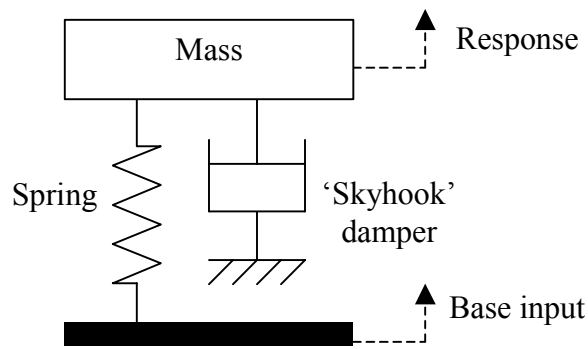 Mass
Response
Spring
‘Skyhook’
damper
Base input